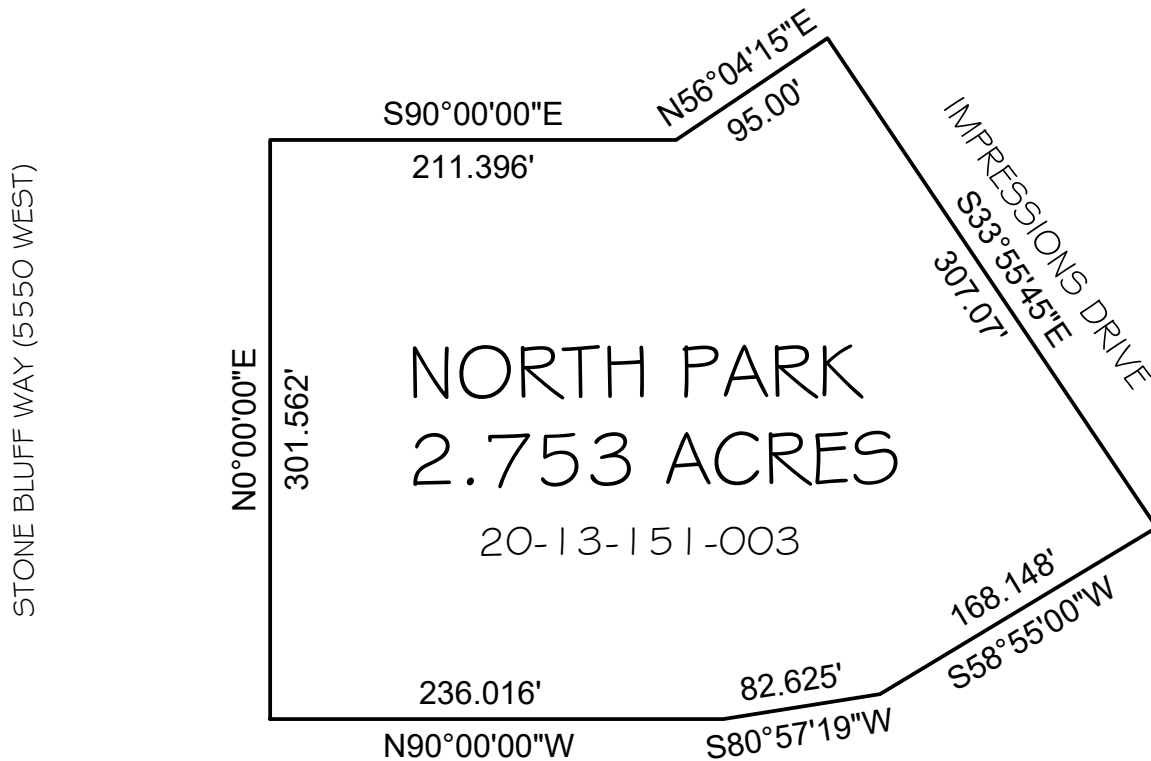 N56°04'15"E
95.00'
S90°00'00"E
211.396'
IMPRESSIONS DRIVE
S33°55'45"E
307.07'
STONE BLUFF WAY (5550 WEST)
N0°00'00"E
301.562'
NORTH PARK
2.753 ACRES
20-13-151-003
168.148'
S58°55'00"W
82.625'
S80°57'19"W
236.016'
N90°00'00"W